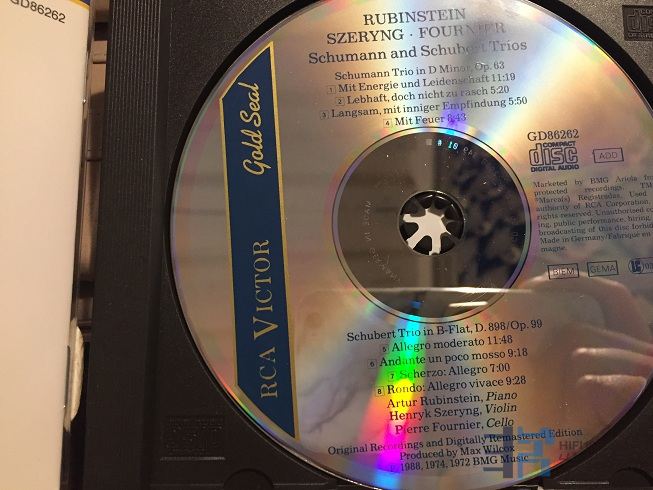 GD86262
RUBINSTEIN
SZERYNG · FOURNIER
Schumann and Schubert Trios
Schumann Trio in D Minor, Op. 63
1 Mit Energie und Leidenschaft 11:19
2 Lebhaft, doch nicht zu rasch 5:20
3 Langsam, mit inniger Empfindung 5:50
4 Mit Feuer 8:43
RCA VICTOR
Gold Seal
GD86262
COMPACT
disc
DIGITAL AUDIO
ADD
Marketed by BMG Ariola
protected recordings. TM
®Marca(s) Registradas. Used
authority of RCA Corporation.
rights reserved. Unauthorized
ing, public performance, hiring,
broadcasting of this disc forbid
Made in Germany/Fabriqué en
magne.
BIEM
GEMA
Schubert Trio in B-Flat, D. 898/Op. 99
5 Allegro moderato 11:48
6 Andante un poco mosso 9:18
7 Scherzo: Allegro 7:00
8 Rondo: Allegro vivace 9:28
Artur Rubinstein, Piano
Henryk Szeryng, Violin
Pierre Fournier, Cello
Original Recordings and Digitally Remastered Edition
Produced by Max Wilcox
℗ 1988, 1974, 1972 BMG Music